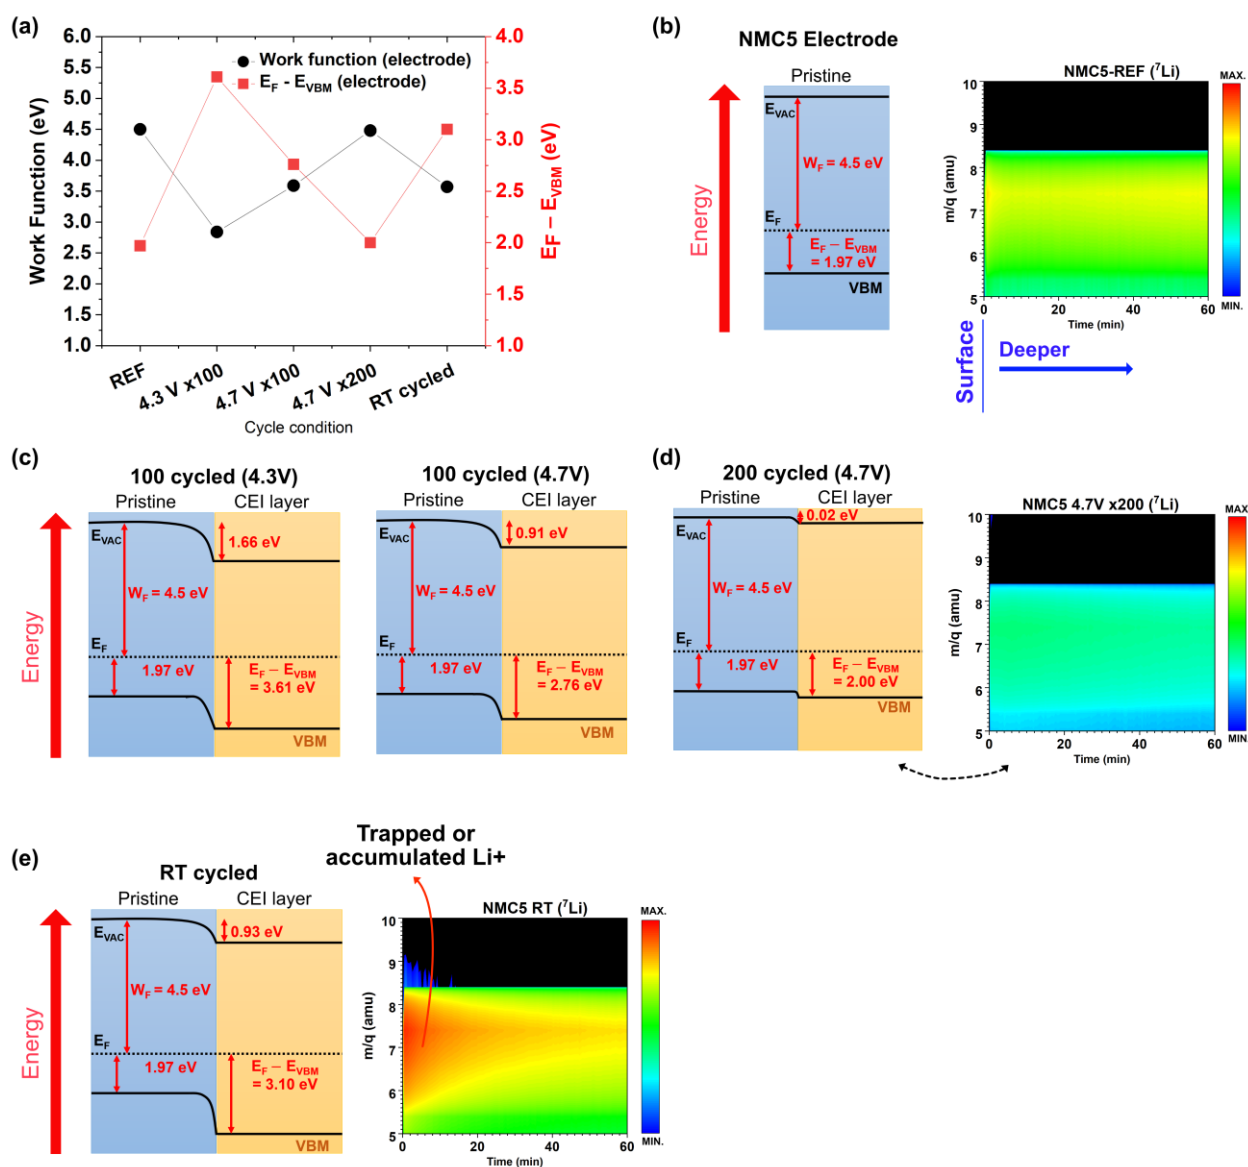 (a)
6.0
5.5
5.0
4.5
4.0
3.5
3.0
2.5
2.0
1.5
1.0
Work Function (eV)
Work function (electrode)
EF - EVBM (electrode)
4.0
3.5
3.0
2.5
2.0
1.5
1.0
EF – EVBM (eV)
REF
4.3 V x100
4.7 V x100
4.7 V x200
RT cycled
Cycle condition
(b)
NMC5 Electrode
Pristine
Energy
EVAC
WF = 4.5 eV
EF
EF – EVBM
= 1.97 eV
VBM
NMC5-REF (7Li)
MAX.
MIN.
10
9
8
7
6
5
m/q (amu)
0
20
40
60
Time (min)
Surface
Deeper
(c)
100 cycled (4.3V)
Pristine
CEI layer
Energy
EVAC
1.66 eV
WF = 4.5 eV
EF
1.97 eV
EF – EVBM
= 3.61 eV
VBM
100 cycled (4.7V)
Pristine
CEI layer
EVAC
0.91 eV
WF = 4.5 eV
EF
1.97 eV
EF – EVBM
= 2.76 eV
VBM
(d)
200 cycled (4.7V)
Pristine
CEI layer
EVAC
0.02 eV
WF = 4.5 eV
EF
1.97 eV
EF – EVBM
= 2.00 eV
VBM
NMC5 4.7V x200 (7Li)
MAX
MIN.
10
9
8
7
6
5
m/q (amu)
0
20
40
60
Time (min)
(e)
RT cycled
Pristine
CEI layer
Energy
EVAC
0.93 eV
WF = 4.5 eV
EF
1.97 eV
EF – EVBM
= 3.10 eV
VBM
Trapped or
accumulated Li+
NMC5 RT (7Li)
MAX.
MIN.
10
9
8
7
6
5
m/q (amu)
0
20
40
60
Time (min)